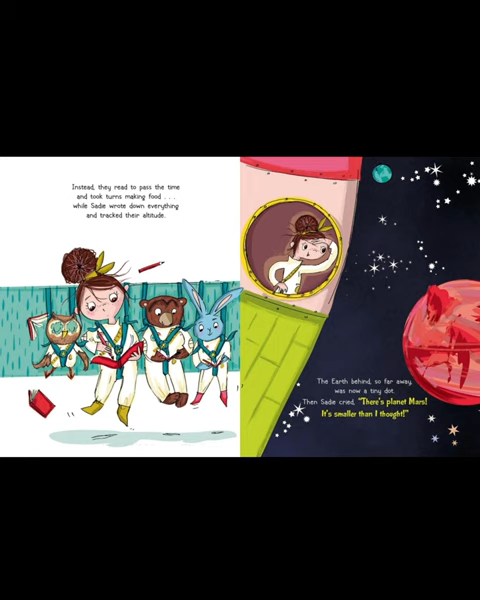 Instead, they read to pass the time
and took turns making food . . .
while Sadie wrote down everything
and tracked their altitude.
The Earth behind, so far away,
was now a tiny dot.
Then Sadie cried, "There's planet Mars!
It's smaller than I thought!"